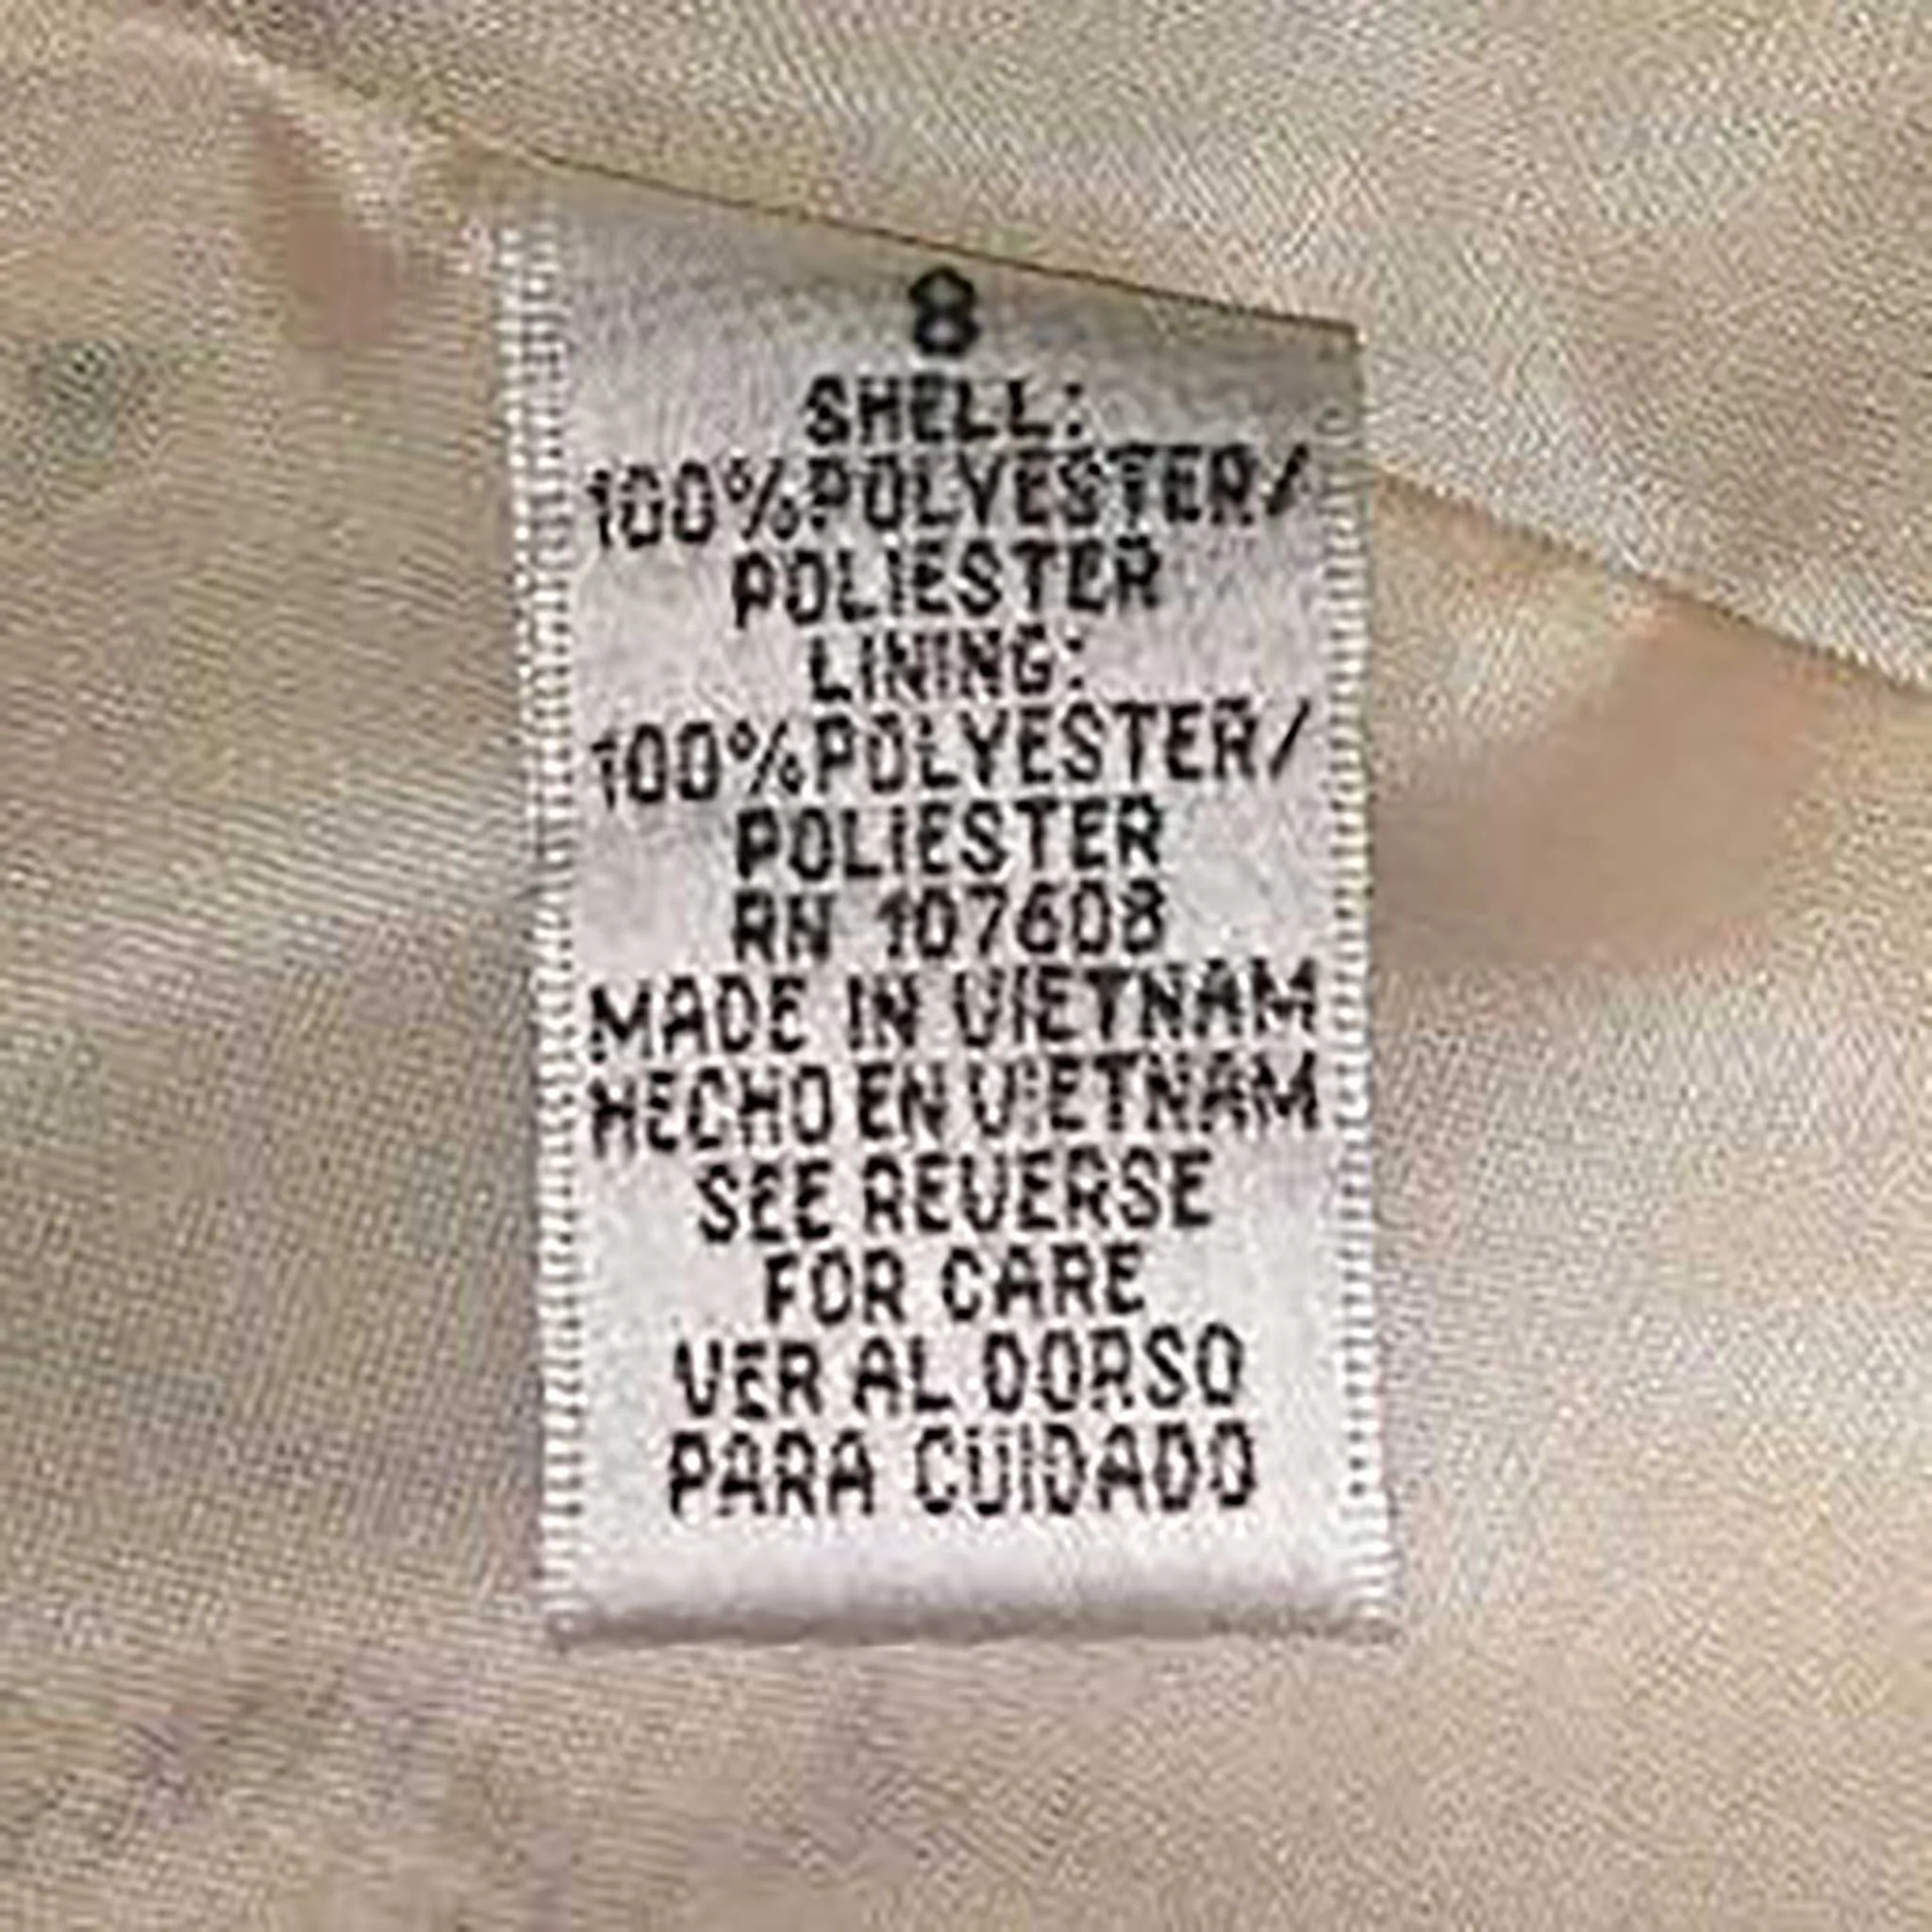 8
SHELL:
100%POLYESTER/
POLIESTER
LINING:
100%POLYESTER/
POLIESTER
RN 107608
MADE IN VIETNAM
HECHO EN VIETNAM
SEE REVERSE
FOR CARE
VER AL DORSO
PARA CUIDADO